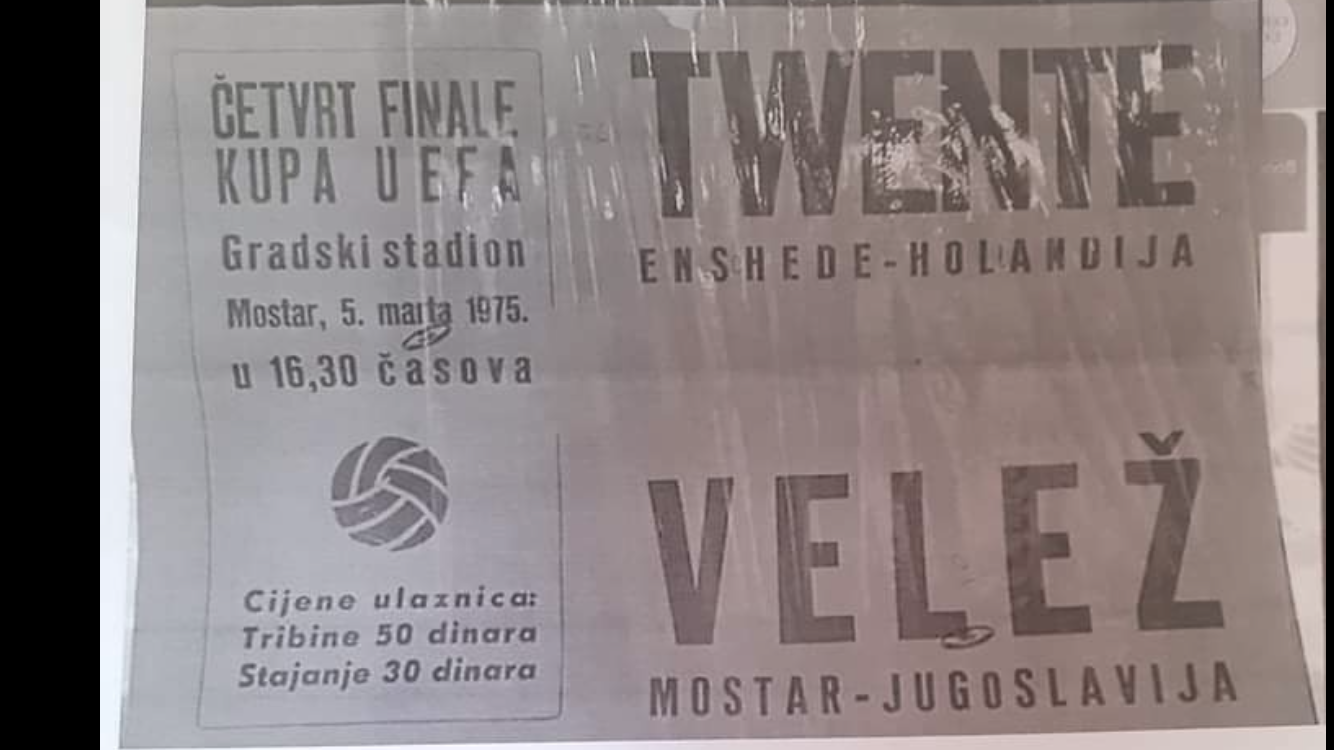 ČETVRT FINALE
KUPA UEFA
Gradski stadion
Mostar, 5. marta 1975.
u 16,30 časova
Cijene ulaznica:
Tribine 50 dinara
Stajanje 30 dinara
TWENTE
ENSHEDE-HOLANDIJA
VELEŽ
MOSTAR-JUGOSLAVIJA